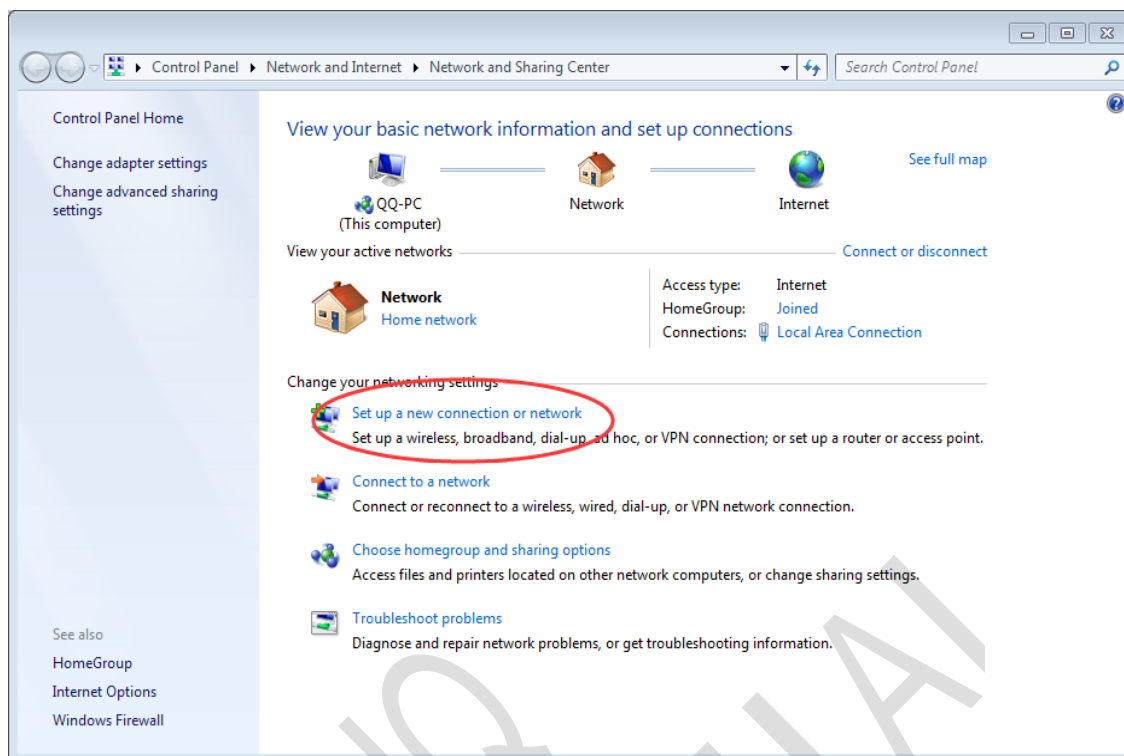 Control Panel Network and Internet Network and Sharing Center Search Control Panel
Control Panel Home
Change adapter settings
Change advanced sharing
settings
See also
HomeGroup
Internet Options
Windows Firewall
View your basic network information and set up connections
See full map
QQ-PC
(This computer)
Network
Internet
View your active networks
Connect or disconnect
Network
Home network
Access type: Internet
HomeGroup: Joined
Connections: Local Area Connection
Change your networking settings
Set up a new connection or network
Set up a wireless, broadband, dial-up, ad hoc, or VPN connection; or set up a router or access point.
Connect to a network
Connect or reconnect to a wireless, wired, dial-up, or VPN network connection.
Choose homegroup and sharing options
Access files and printers located on other network computers, or change sharing settings.
Troubleshoot problems
Diagnose and repair network problems, or get troubleshooting information.